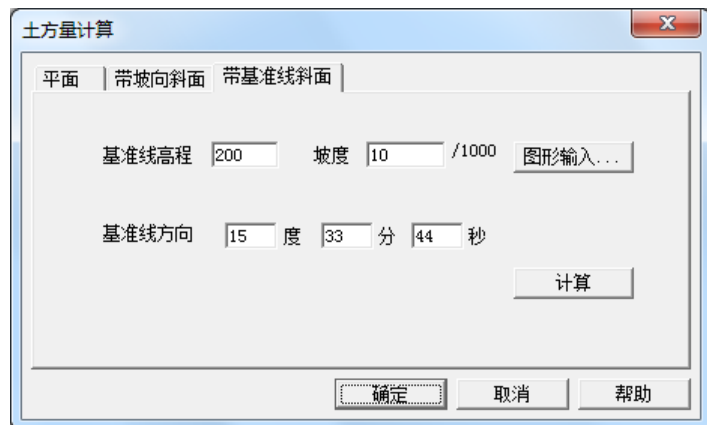 土方量计算
平面 带坡向斜面 带基准线斜面
基准线高程 200 坡度 10 /1000 图形输入...
基准线方向 15 度 33 分 44 秒
计算
确定 取消 帮助